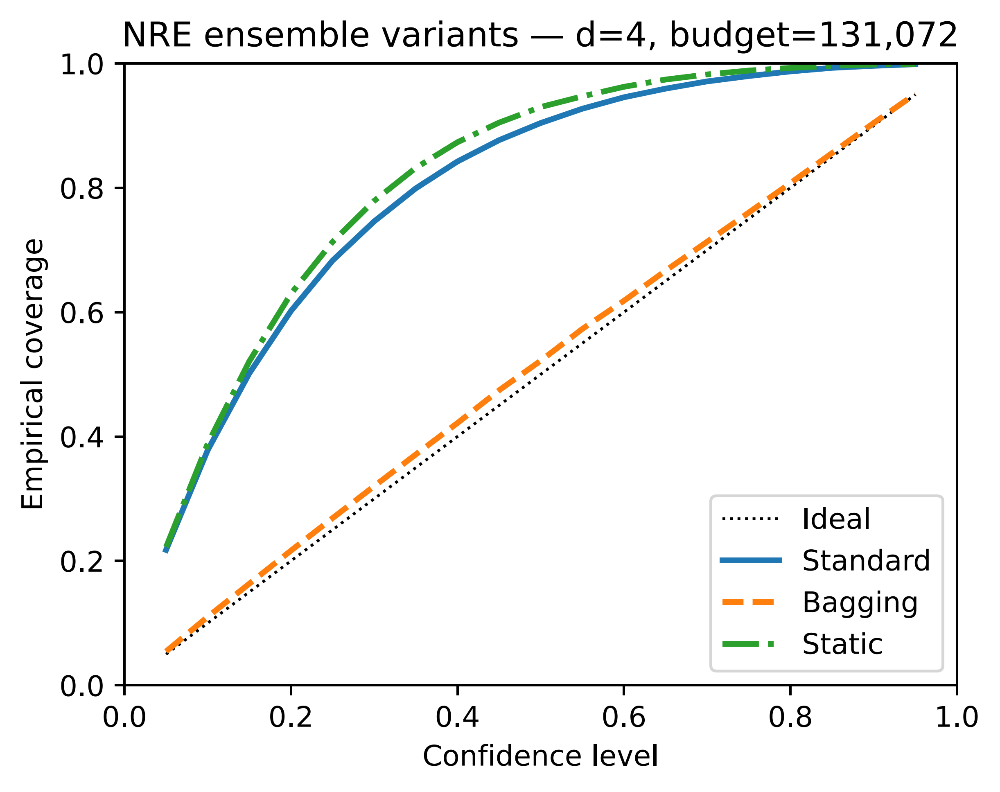 NRE ensemble variants — d=4, budget=131,072
1.0
0.8
0.6
0.4
0.2
0.0
Empirical coverage
Ideal
Standard
Bagging
Static
0.0 0.2 0.4 0.6 0.8 1.0
Confidence level